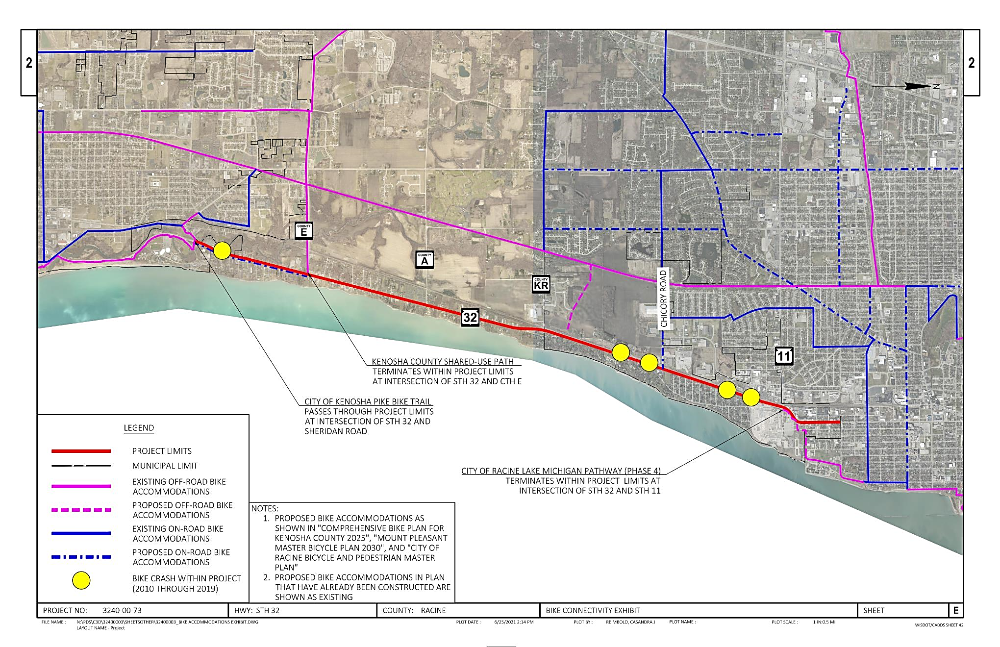 2
2
N
COUNTY
E
COUNTY
A
COUNTY
KR
CHICORY ROAD
32
11
KENOSHA COUNTY SHARED-USE PATH
TERMINATES WITHIN PROJECT LIMITS
AT INTERSECTION OF STH 32 AND CTH E
CITY OF KENOSHA PIKE BIKE TRAIL
PASSES THROUGH PROJECT LIMITS
AT INTERSECTION OF STH 32 AND
SHERIDAN ROAD
CITY OF RACINE LAKE MICHIGAN PATHWAY (PHASE 4)
TERMINATES WITHIN PROJECT LIMITS AT
INTERSECTION OF STH 32 AND STH 11
LEGEND
PROJECT LIMITS
MUNICIPAL LIMIT
EXISTING OFF-ROAD BIKE
ACCOMMODATIONS
PROPOSED OFF-ROAD BIKE
ACCOMMODATIONS
EXISTING ON-ROAD BIKE
ACCOMMODATIONS
PROPOSED ON-ROAD BIKE
ACCOMMODATIONS
BIKE CRASH WITHIN PROJECT
(2010 THROUGH 2019)
NOTES:
1. PROPOSED BIKE ACCOMMODATIONS AS
SHOWN IN "COMPREHENSIVE BIKE PLAN FOR
KENOSHA COUNTY 2025", "MOUNT PLEASANT
MASTER BICYCLE PLAN 2030", AND "CITY OF
RACINE BICYCLE AND PEDESTRIAN MASTER
PLAN"
2. PROPOSED BIKE ACCOMMODATIONS IN PLAN
THAT HAVE ALREADY BEEN CONSTRUCTED ARE
SHOWN AS EXISTING
PROJECT NO: 3240-00-73
HWY: STH 32
COUNTY: RACINE
BIKE CONNECTIVITY EXHIBIT
SHEET
E
FILE NAME : N:\PDS\C3D\32400003\SHEETSOTHER\32400003_BIKE ACCOMMODATIONS EXHIBIT.DWG
LAYOUT NAME - Project
PLOT DATE : 6/25/2021 2:14 PM
PLOT BY : REIMBOLD, CASANDRA J
PLOT NAME :
PLOT SCALE : 1 IN:0.5 MI
WISDOT/CADDS SHEET 42